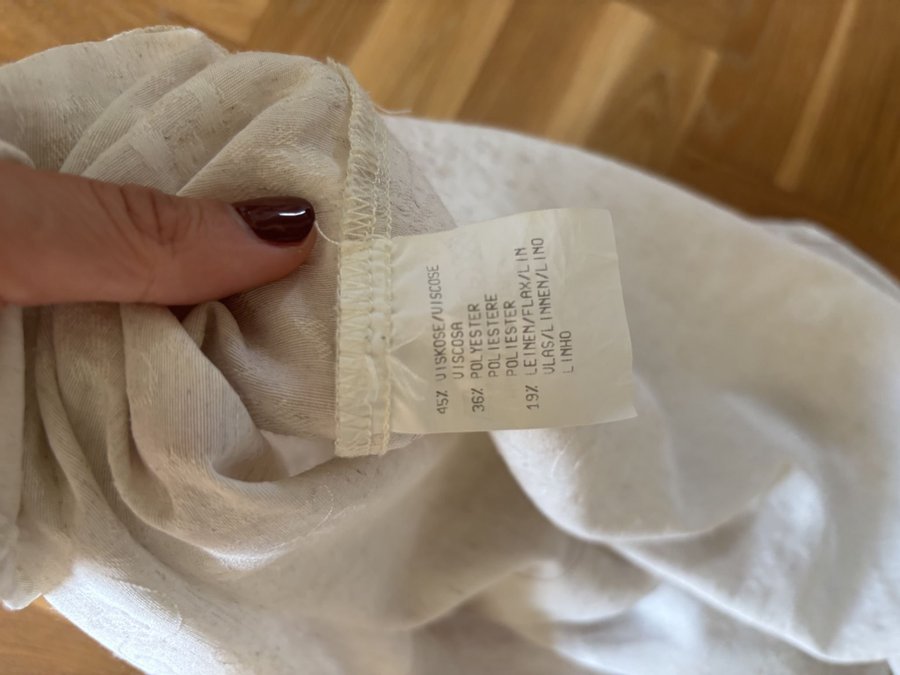 45% VISKOSE/VISCOSE
VISCOSA
36% POLYESTER
POLIESTERE
POLIESTER
19% LEINEN/FLAX/LIN
VLAS/LINNEN/LINO
LINHO